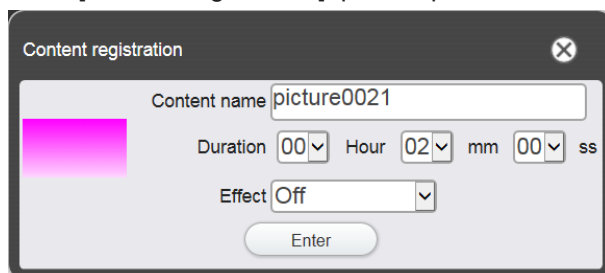 Content registration
Content name picture0021
Duration 00 Hour 02 mm 00 ss
Effect Off
Enter